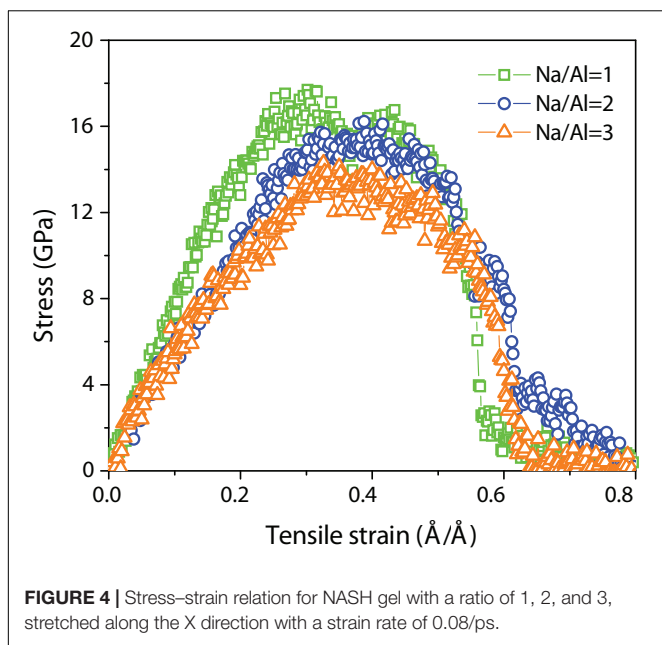 20
16
12
8
4
0
Stress (GPa)
Na/Al=1
Na/Al=2
Na/Al=3
0.0 0.2 0.4 0.6 0.8
Tensile strain (Å/Å)
FIGURE 4 | Stress–strain relation for NASH gel with a ratio of 1, 2, and 3,
stretched along the X direction with a strain rate of 0.08/ps.